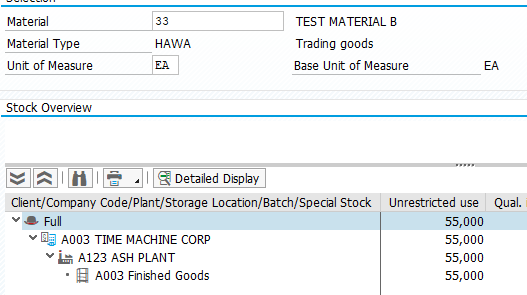 Selection
Material 33 TEST MATERIAL B
Material Type HAWA Trading goods
Unit of Measure EA Base Unit of Measure EA
Stock Overview
Detailed Display
Client/Company Code/Plant/Storage Location/Batch/Special Stock Unrestricted use Qual.
Full 55,000
A003 TIME MACHINE CORP 55,000
A123 ASH PLANT 55,000
A003 Finished Goods 55,000